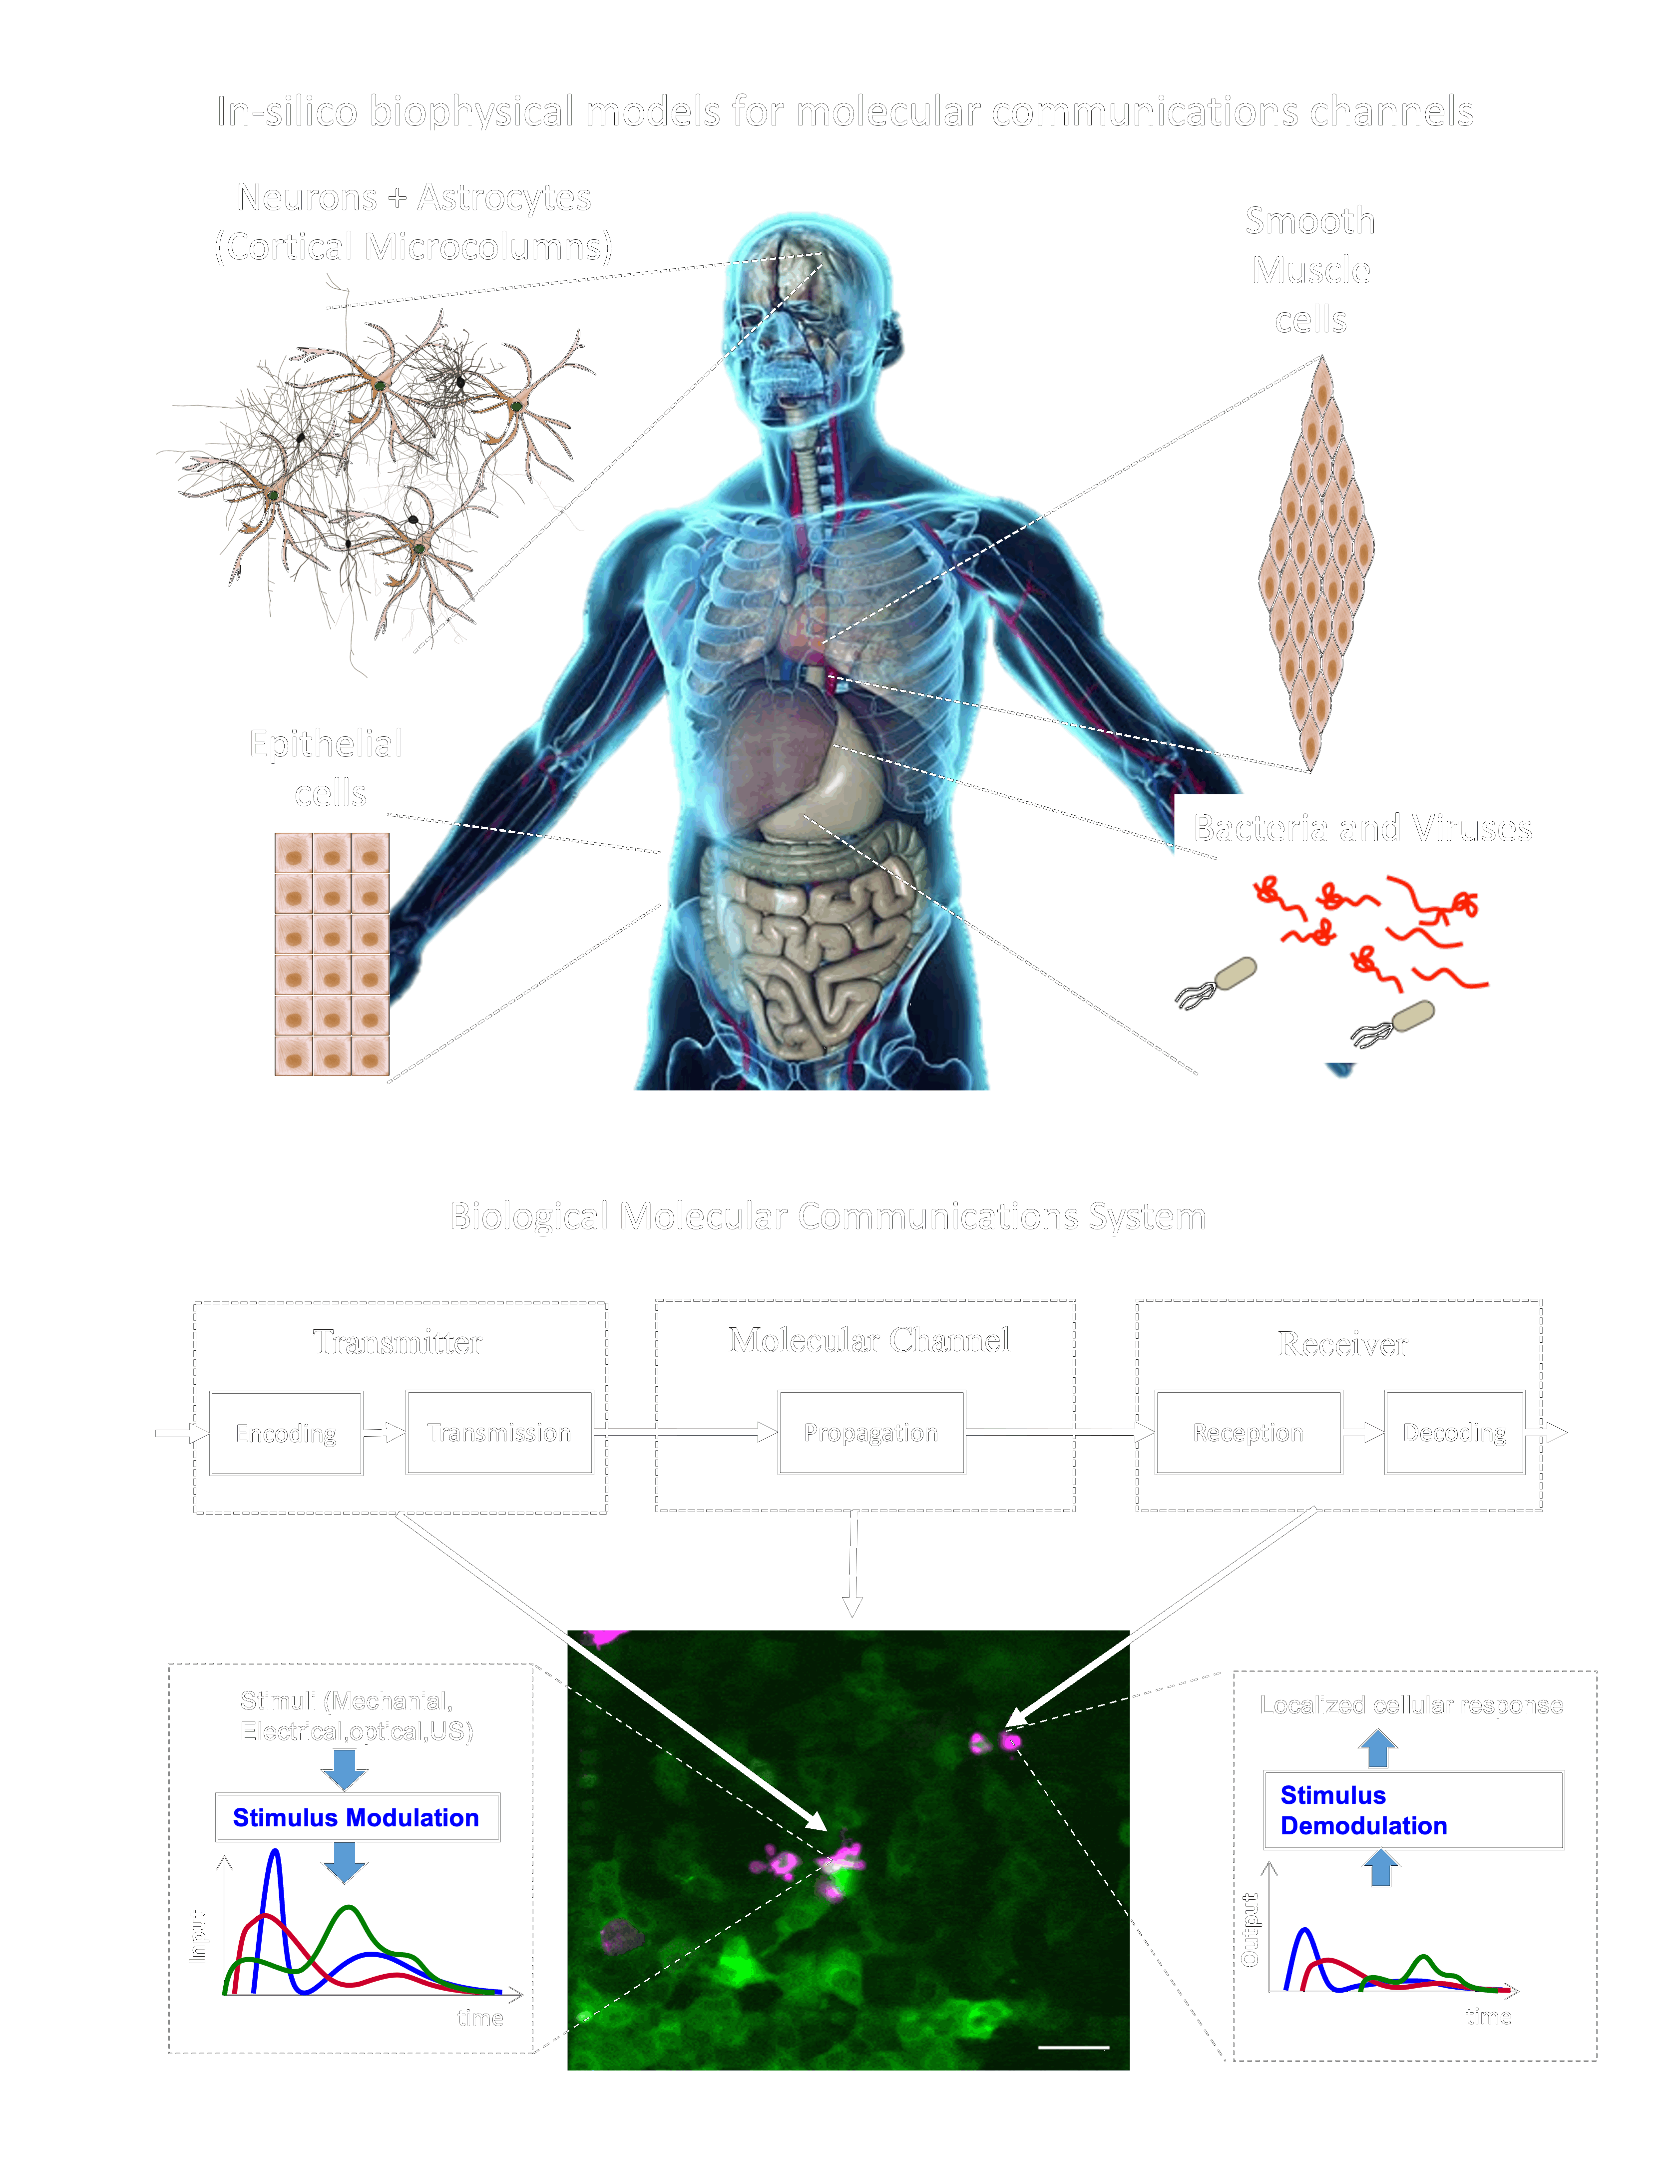 In-silico biophysical models for molecular communications channels
Neurons + Astrocytes
(Cortical Microcolumns)
Smooth
Muscle
cells
Epithelial
cells
Bacteria and Viruses
Biological Molecular Communications System
Transmitter
Molecular Channel
Receiver
Encoding
Transmission
Propagation
Reception
Decoding
Stimuli (Mechanial,
Electrical,optical,US)
Stimulus Modulation
Input
time
Localized cellular response
Stimulus
Demodulation
Output
time